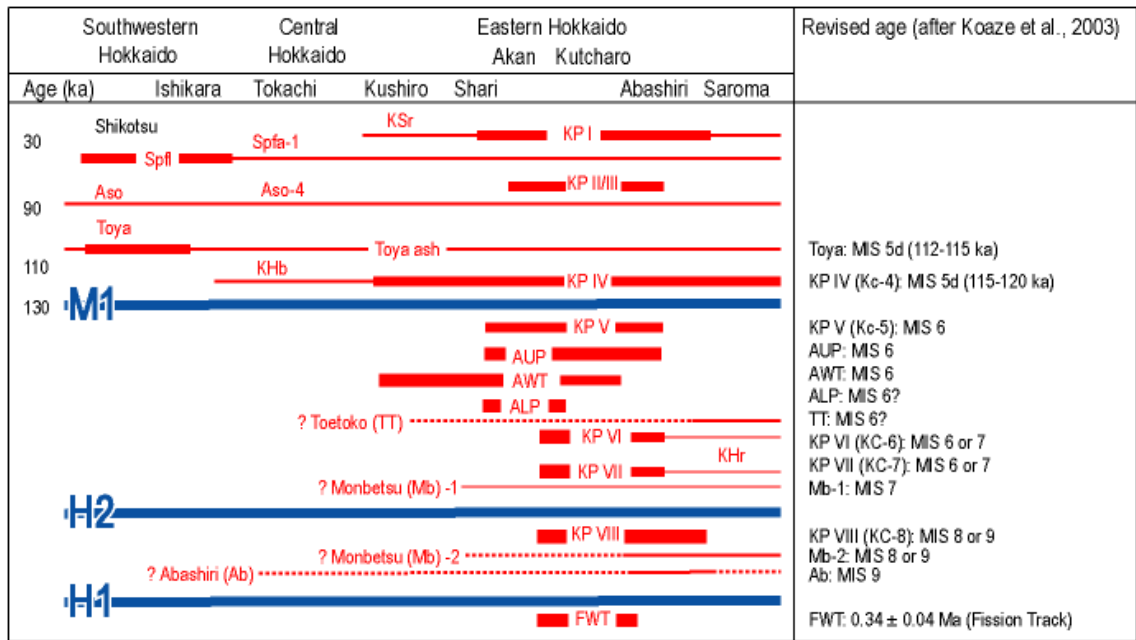 Southwestern Hokkaido Central Hokkaido Eastern Hokkaido Revised age (after Koaze et al., 2003)
Akan Kutcharo
Age (ka) Ishikara Tokachi Kushiro Shari Abashiri Saroma
KSr
Shikotsu
30 Spfa-1 KP I
Spfl
Aso Aso-4 KP II/III
90
Toya
Toya ash Toya: MIS 5d (112-115 ka)
110 KHb
KP IV KP IV (Kc-4): MIS 5d (115-120 ka)
130 M1
KP V KP V (Kc-5): MIS 6
AUP AUP: MIS 6
AWT AWT: MIS 6
ALP ALP: MIS 6?
? Toetoko (TT) TT: MIS 6?
KP VI KP VI (KC-6): MIS 6 or 7
KHr
KP VII KP VII (KC-7): MIS 6 or 7
? Monbetsu (Mb) -1 Mb-1: MIS 7
H2
KP VIII KP VIII (KC-8): MIS 8 or 9
? Monbetsu (Mb) -2 Mb-2: MIS 8 or 9
? Abashiri (Ab) Ab: MIS 9
H1
FWT FWT: 0.34 ± 0.04 Ma (Fission Track)